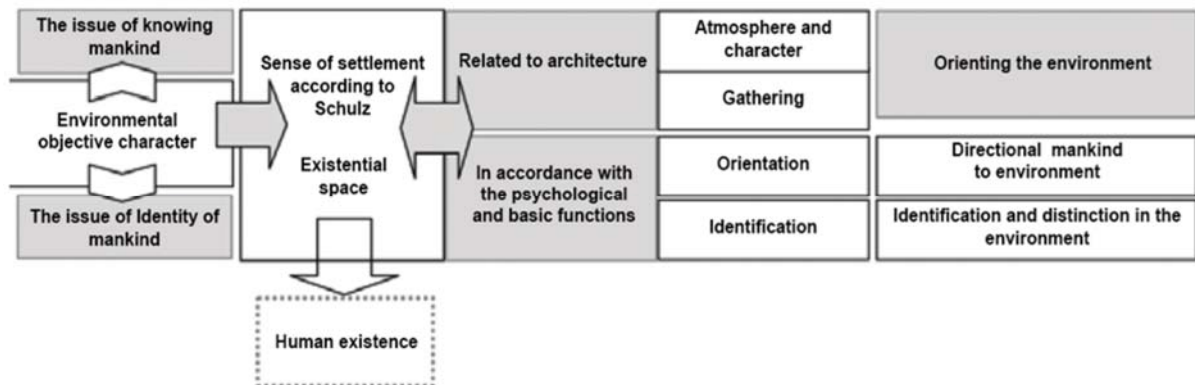 The issue of knowing
mankind
Environmental
objective character
The issue of Identity of
mankind
Sense of settlement
according to
Schulz
Existential
space
Human existence
Related to architecture
In accordance with
the psychological
and basic functions
Atmosphere and
character
Gathering
Orientation
Identification
Orienting the environment
Directional mankind
to environment
Identification and distinction in the
environment